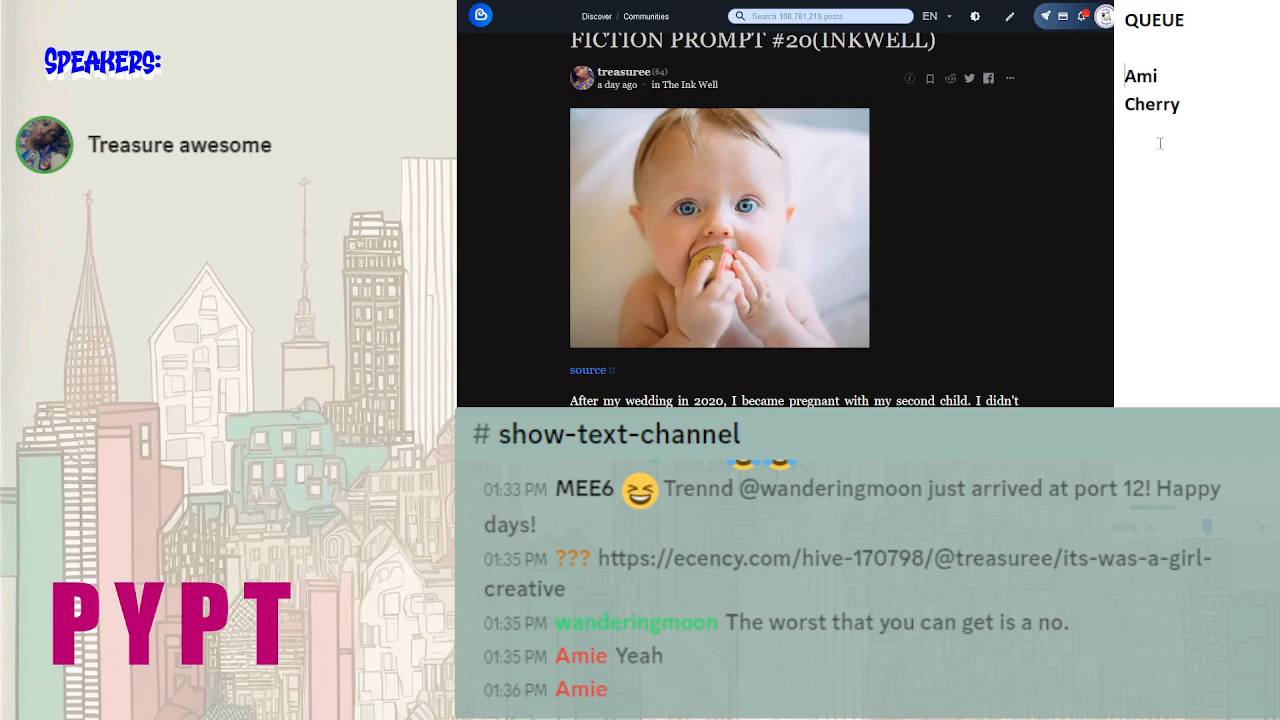 SPEAKERS:
Treasure awesome
PYPT
Discover / Communities
Search 108,781,219 posts
EN
FICTION PROMPT #20(INKWELL)
treasuree (64)
a day ago · in The Ink Well
source
After my wedding in 2020, I became pregnant with my second child. I didn't
QUEUE
Ami
Cherry
# show-text-channel
01:33 PM MEE6 😆 Trennd @wanderingmoon just arrived at port 12! Happy
days!
01:35 PM ??? https://ecency.com/hive-170798/@treasuree/its-was-a-girl-
creative
01:35 PM wanderingmoon The worst that you can get is a no.
01:35 PM Amie Yeah
01:36 PM Amie
100%